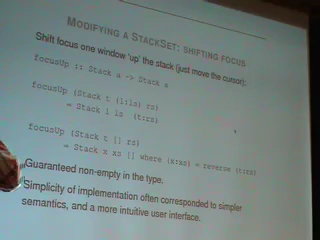 MODIFYING A STACKSET: SHIFTING FOCUS
Shift focus one window 'up' the stack (just move the cursor):
focusUp :: Stack a -> Stack a
focusUp (Stack t (l:ls) rs)
= Stack l ls (t:rs)
focusUp (Stack t [] rs)
= Stack x xs [] where (x:xs) = reverse (t:rs)
Guaranteed non-empty in the type.
Simplicity of implementation often corresponded to simpler
semantics, and a more intuitive user interface.